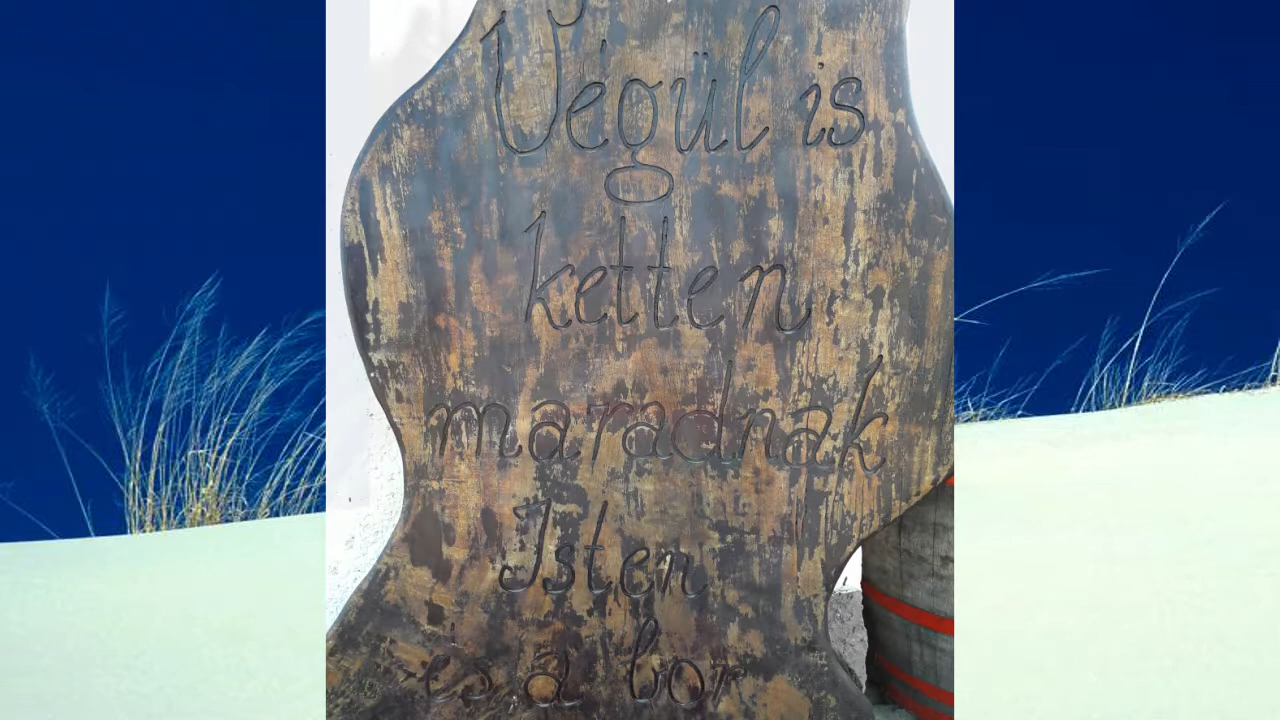 Végül is
ketten
maradnak
Isten
és a bor